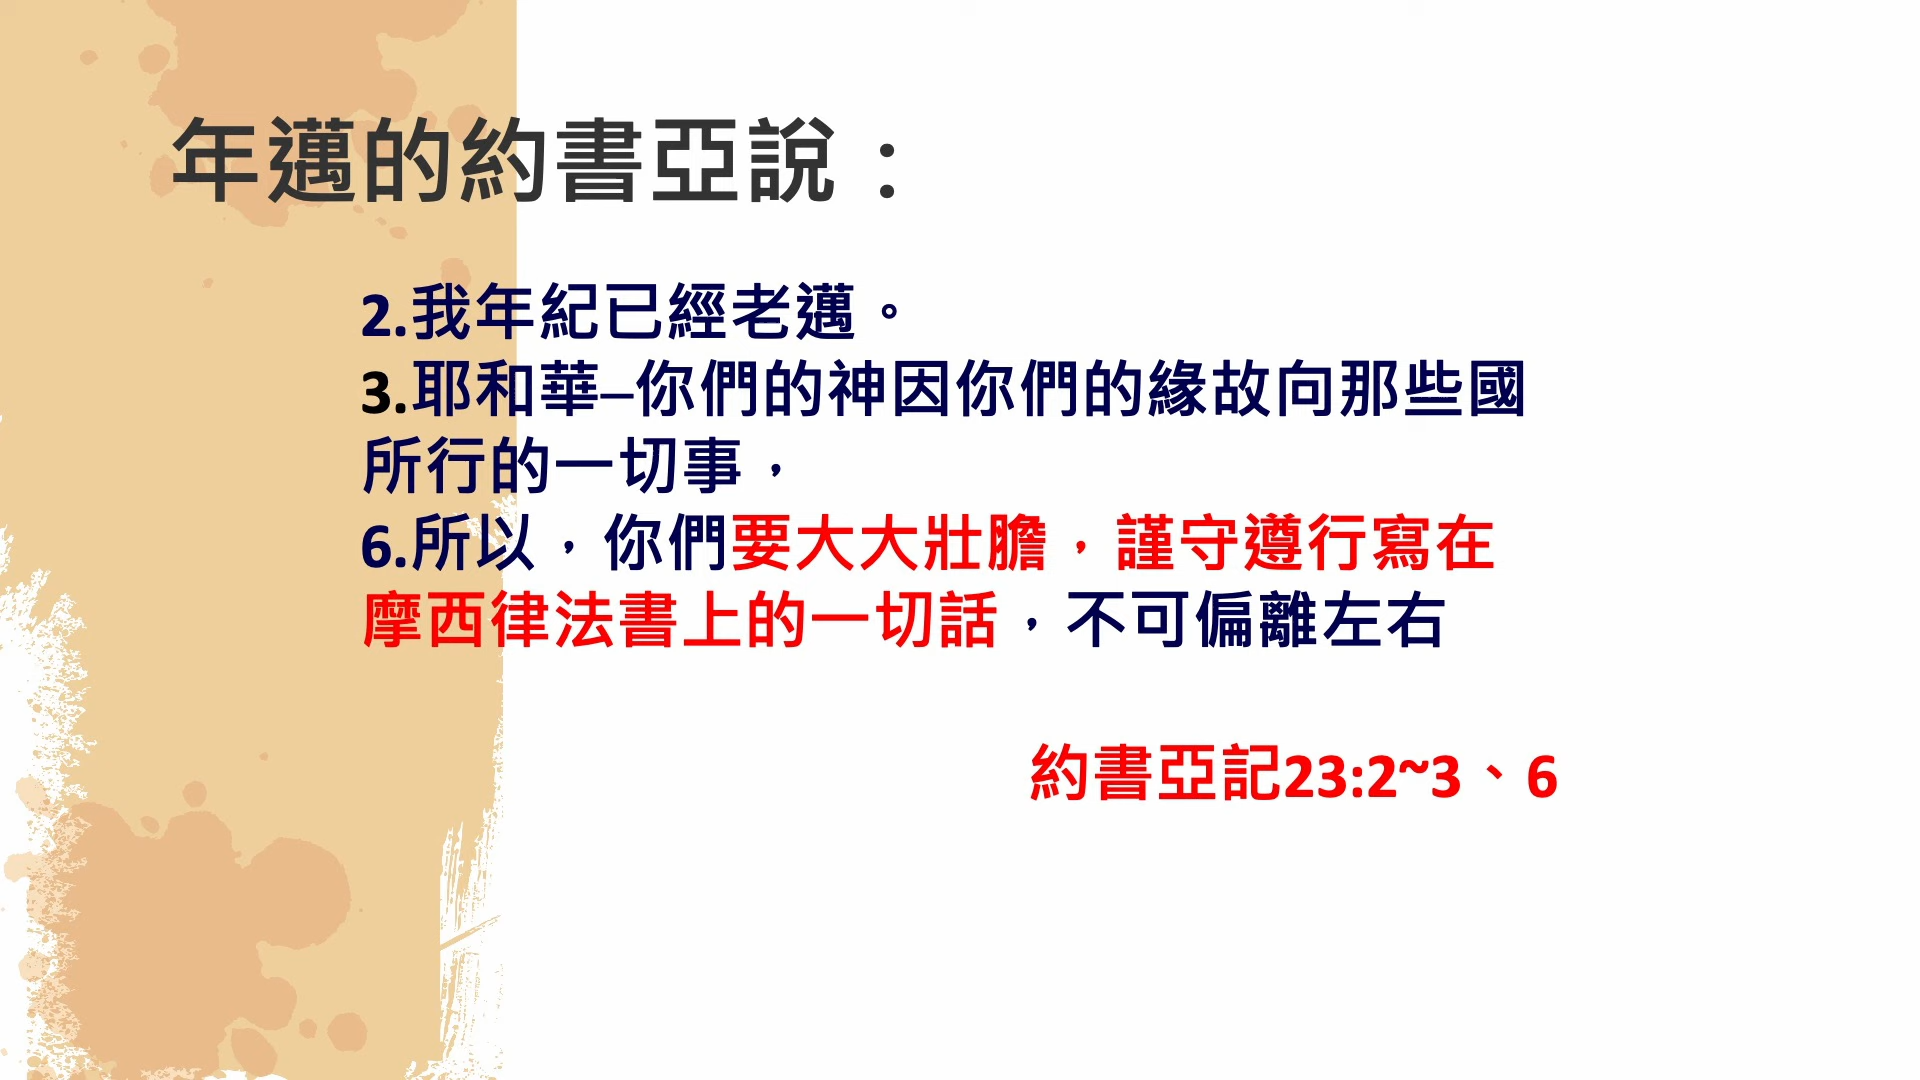 年邁的約書亞說：
2.我年紀已經老邁。
3.耶和華–你們的神因你們的緣故向那些國
所行的一切事，
6.所以，你們要大大壯膽，謹守遵行寫在
摩西律法書上的一切話，不可偏離左右
約書亞記23:2~3、6